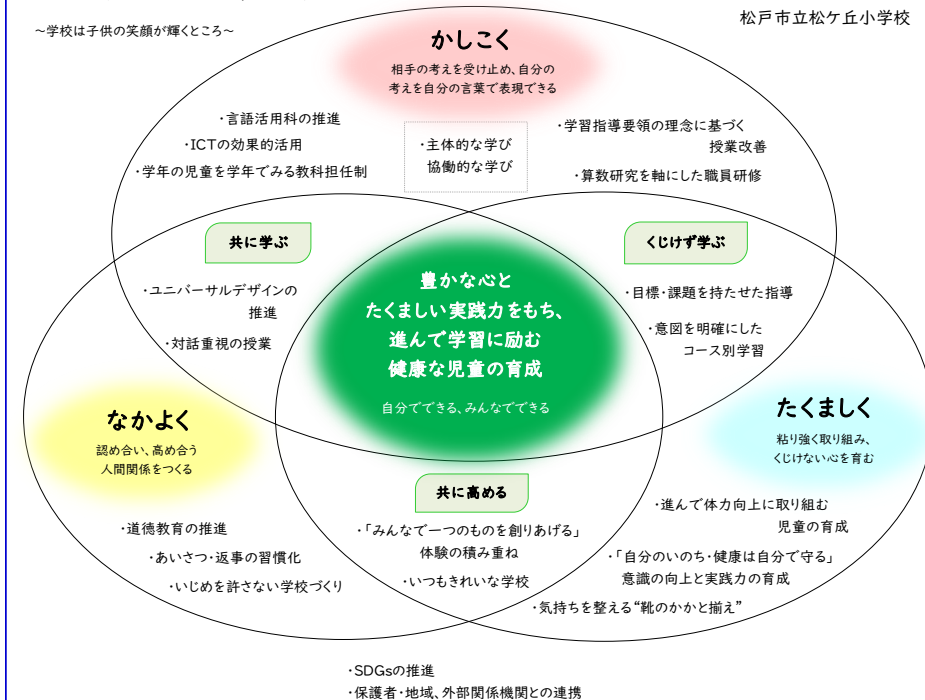 松戸市立松ケ丘小学校
～学校は子供の笑顔が輝くところ～
かしこく
相手の考えを受け止め、自分の
考えを自分の言葉で表現できる
・言語活用科の推進
・ICTの効果的活用
・学年の児童を学年でみる教科担任制
・主体的な学び
協働的な学び
・学習指導要領の理念に基づく
授業改善
・算数研究を軸にした職員研修
共に学ぶ
・ユニバーサルデザインの
推進
・対話重視の授業
くじけず学ぶ
・目標・課題を持たせた指導
・意図を明確にした
コース別学習
豊かな心と
たくましい実践力をもち、
進んで学習に励む
健康な児童の育成
自分でできる、みんなでできる
なかよく
認め合い、高め合う
人間関係をつくる
・道徳教育の推進
・あいさつ・返事の習慣化
・いじめを許さない学校づくり
共に高める
・「みんなで一つのものを創りあげる」
体験の積み重ね
・いつもきれいな学校
たくましく
粘り強く取り組み、
くじけない心を育む
・進んで体力向上に取り組む
児童の育成
・「自分のいのち・健康は自分で守る」
意識の向上と実践力の育成
・気持ちを整える“靴のかかと揃え”
・SDGsの推進
・保護者・地域、外部関係機関との連携